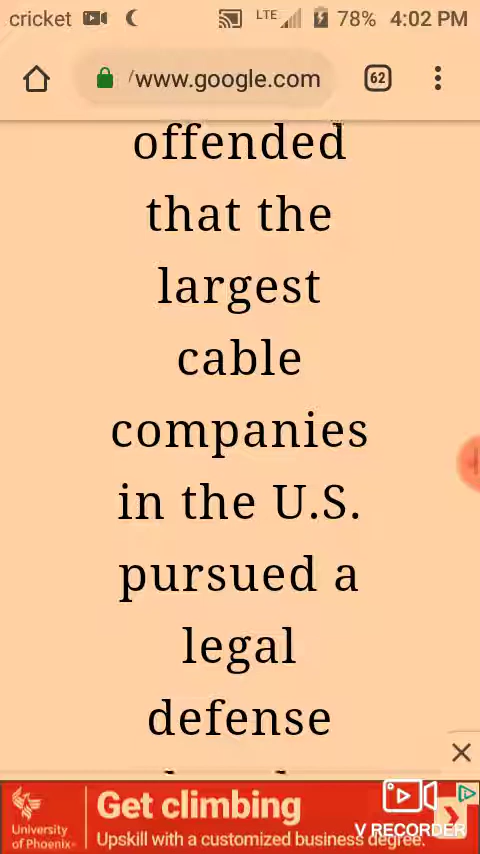 cricket LTE 78% 4:02 PM
/www.google.com 62
offended
that the
largest
cable
companies
in the U.S.
pursued a
legal
defense
Get climbing
University
of Phoenix
Upskill with a customized business degree.
V RECORDER